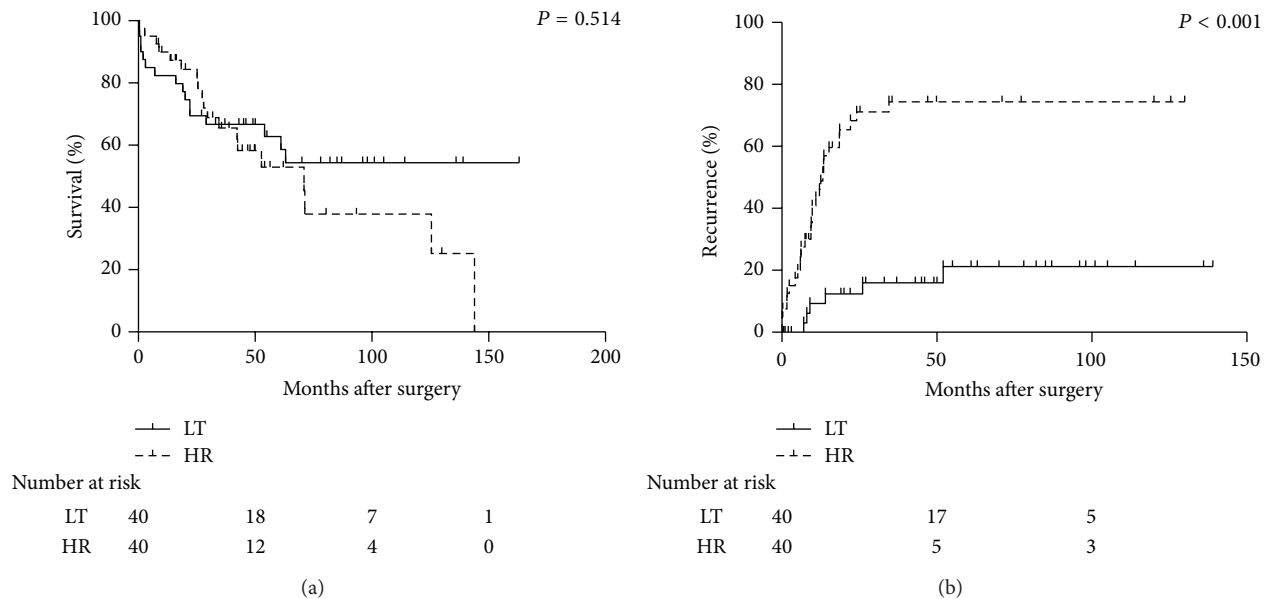 P = 0.514
100
80
60
40
20
0
Survival (%)
0 50 100 150 200
Months after surgery
LT
HR
Number at risk
LT 40 18 7 1
HR 40 12 4 0
(a)
P < 0.001
100
80
60
40
20
0
Recurrence (%)
0 50 100 150
Months after surgery
LT
HR
Number at risk
LT 40 17 5
HR 40 5 3
(b)